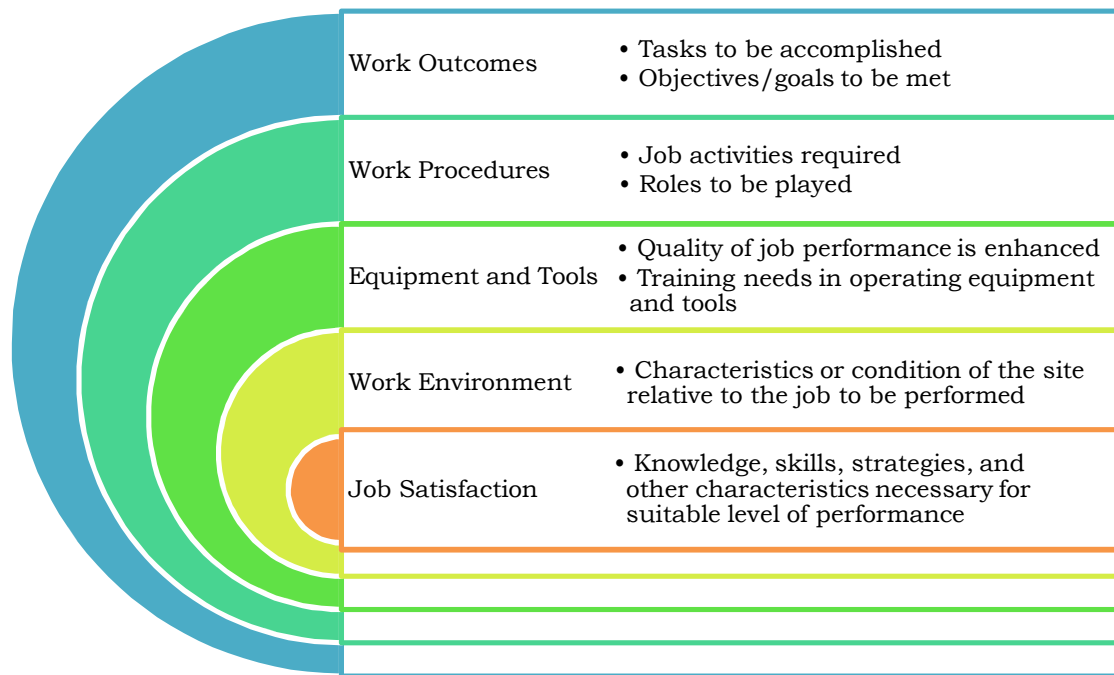 Work Outcomes
• Tasks to be accomplished
• Objectives/goals to be met
Work Procedures
• Job activities required
• Roles to be played
Equipment and Tools
• Quality of job performance is enhanced
• Training needs in operating equipment
and tools
Work Environment
• Characteristics or condition of the site
relative to the job to be performed
Job Satisfaction
• Knowledge, skills, strategies, and
other characteristics necessary for
suitable level of performance